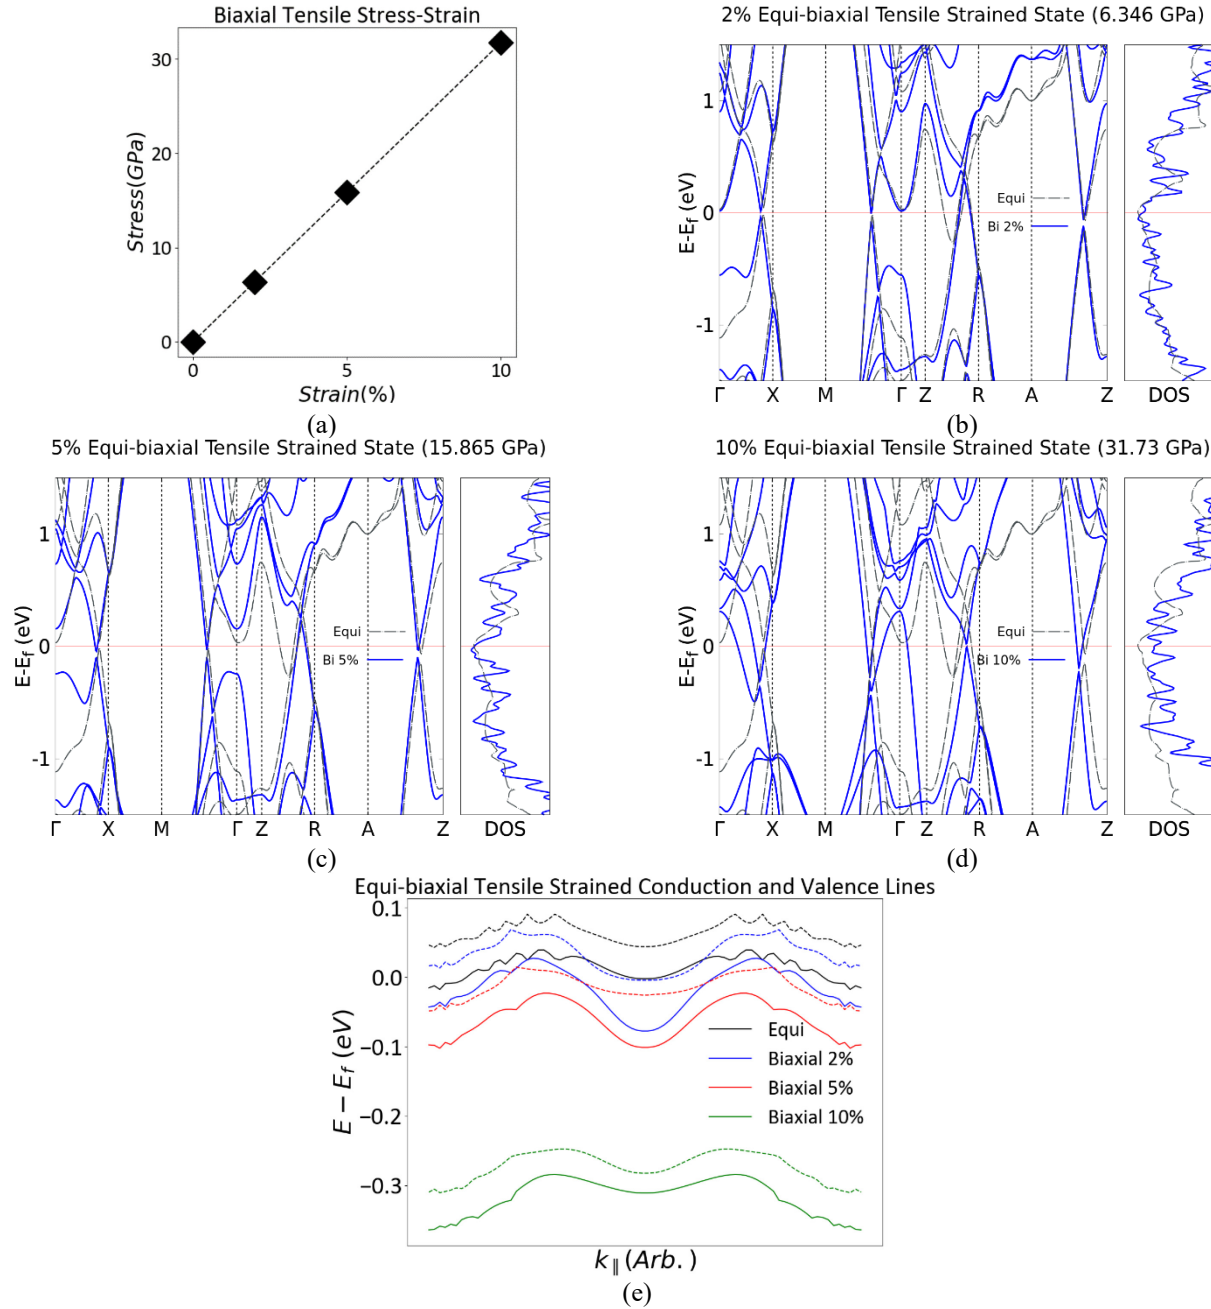 Biaxial Tensile Stress-Strain
Stress(GPa)
30
20
10
0
0
5
10
Strain(%)
(a)
2% Equi-biaxial Tensile Strained State (6.346 GPa)
E-Ef (eV)
1
0
-1
Equi
Bi 2%
Γ X M Γ Z R A Z
DOS
(b)
5% Equi-biaxial Tensile Strained State (15.865 GPa)
E-Ef (eV)
1
0
-1
Equi
Bi 5%
Γ X M Γ Z R A Z
DOS
(c)
10% Equi-biaxial Tensile Strained State (31.73 GPa)
E-Ef (eV)
1
0
-1
Equi
Bi 10%
Γ X M Γ Z R A Z
DOS
(d)
Equi-biaxial Tensile Strained Conduction and Valence Lines
E − Ef (eV)
0.1
0.0
−0.1
−0.2
−0.3
Equi
Biaxial 2%
Biaxial 5%
Biaxial 10%
k∥(Arb.)
(e)